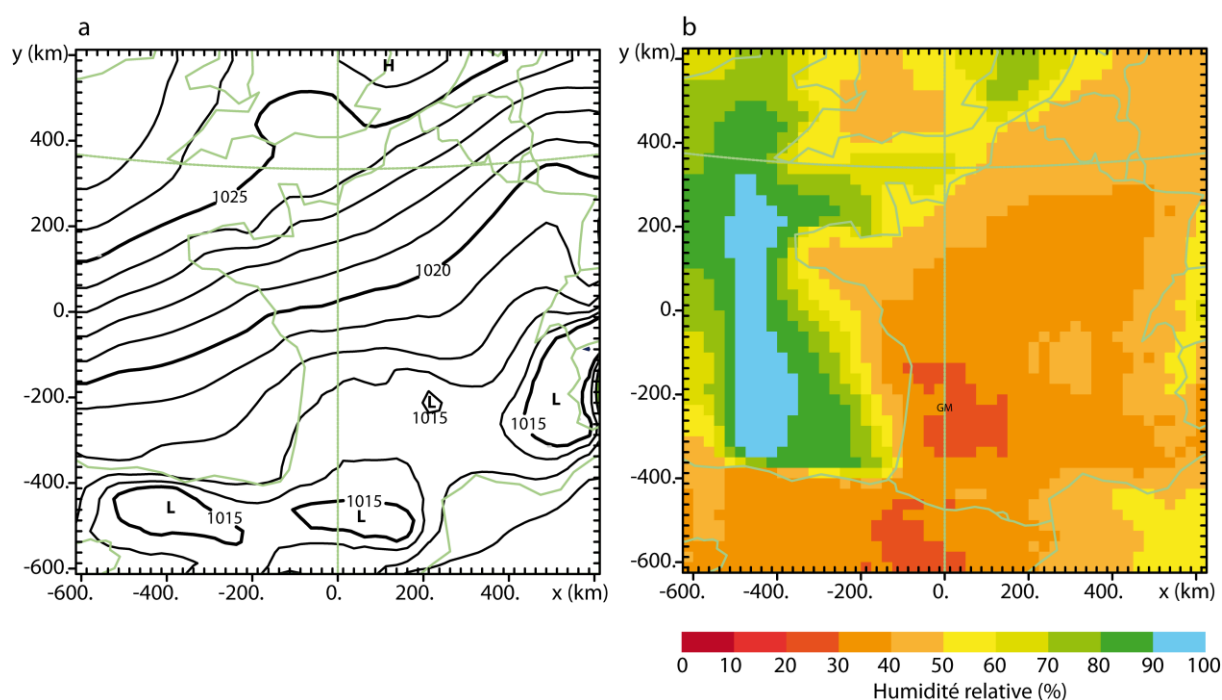 a
b
y (km)
y (km)
H
400.
400.
1025
200.
200.
1020
0.
0.
-200.
L
L
-200.
1015
1015
GM
-400.
-400.
1015
L
1015
L
-600.
-600.
-600. -400. -200. 0. 200. 400. x (km)
-600. -400. -200. 0. 200. 400. x (km)
0 10 20 30 40 50 60 70 80 90 100
Humidité relative (%)